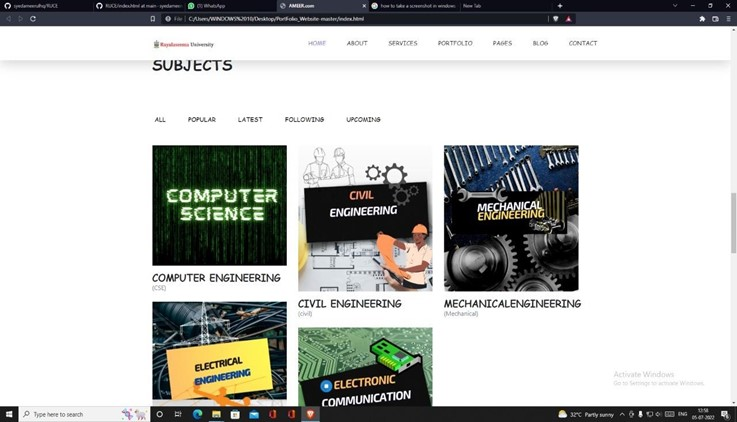 syedameerulhq/RUCE
RUCE/index.html at main · syedamee
(1) WhatsApp
AMEER.com
how to take a screenshot in windows
New Tab
File
C:/Users/WINDOWS%2010/Desktop/PortFolio_Website-master/index.html
Rayalaseema University
HOME
ABOUT
SERVICES
PORTFOLIO
PAGES
BLOG
CONTACT
SUBJECTS
ALL
POPULAR
LATEST
FOLLOWING
UPCOMING
COMPUTER
SCIENCE
CIVIL
ENGINEERING
MECHANICAL
ENGINEERING
COMPUTER ENGINEERING
(CSE)
CIVIL ENGINEERING
(civil)
MECHANICALENGINEERING
(Mechanical)
ELECTRICAL
ENGINEERING
ELECTRONIC
COMMUNICATION
Activate Windows
Go to Settings to activate Windows.
Type here to search
32°C Partly sunny
ENG
13:58
05-07-2022